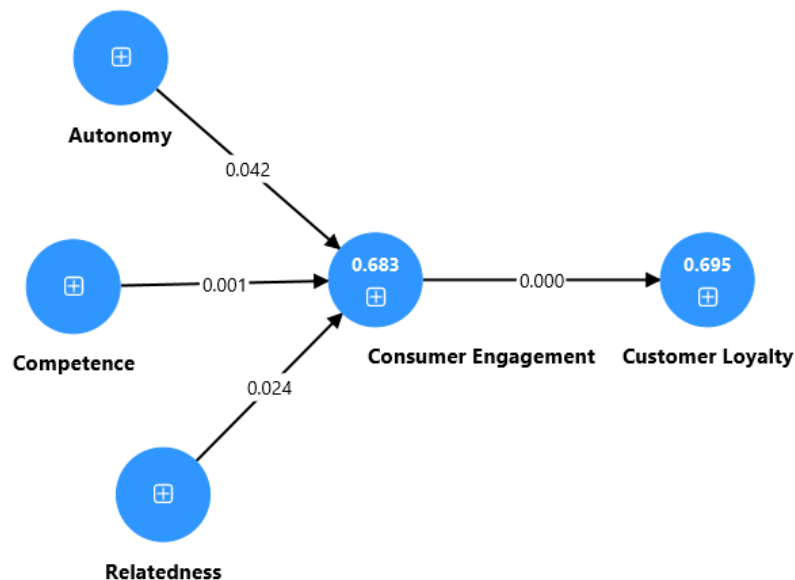 Autonomy
0.042
0.683
0.695
0.001
0.000
Consumer Engagement
Customer Loyalty
Competence
0.024
Relatedness